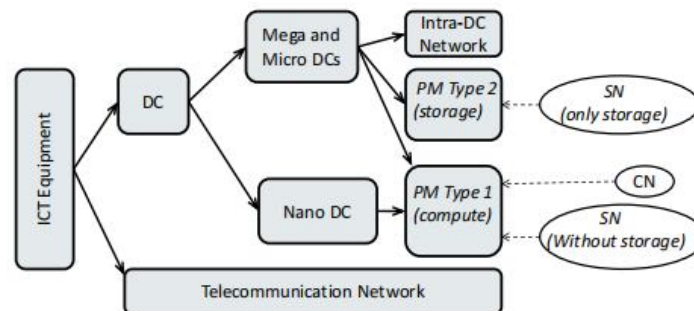 ICT Equipment
DC
Mega and
Micro DCs
Nano DC
Telecommunication Network
Intra-DC
Network
PM Type 2
(storage)
PM Type 1
(compute)
SN
(only storage)
CN
SN
(Without storage)